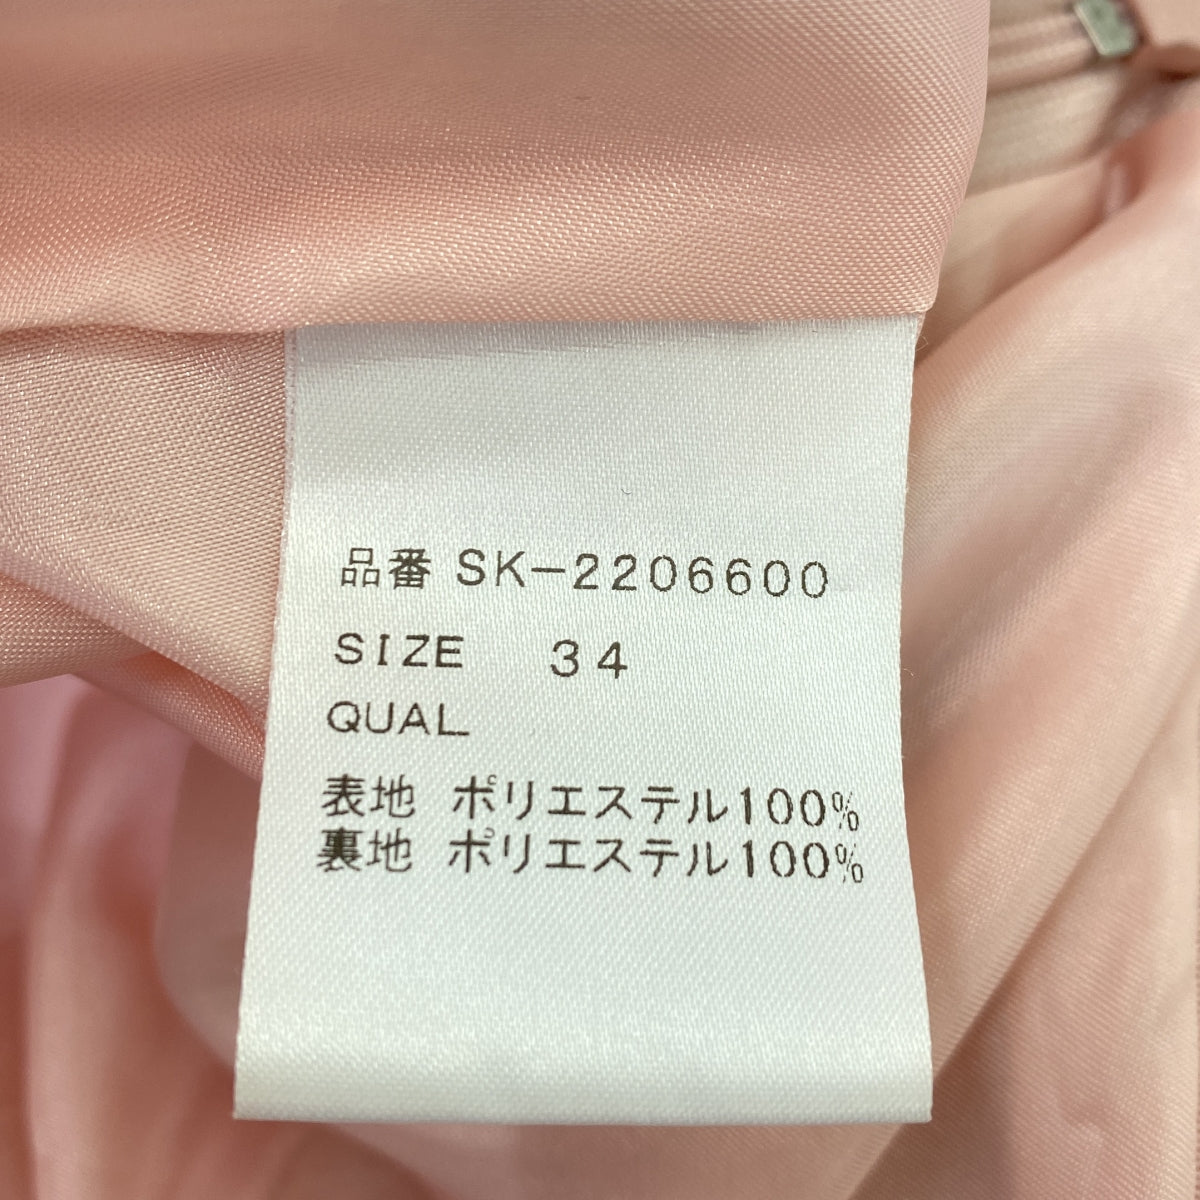 品番 SK-2206600
SIZE 34
QUAL
表地 ポリエステル100%
裏地 ポリエステル100%